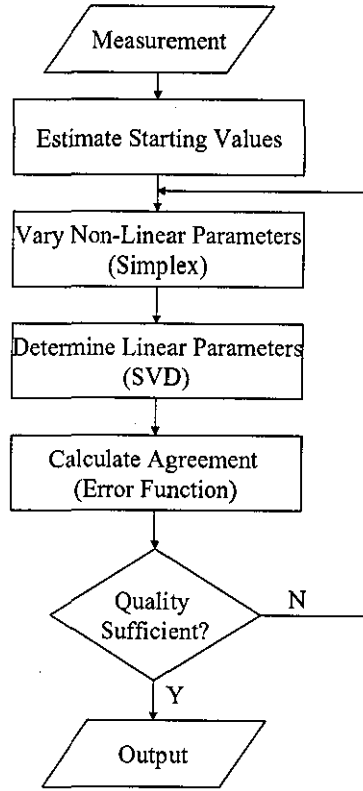 Measurement
Estimate Starting Values
Vary Non-Linear Parameters
(Simplex)
Determine Linear Parameters
(SVD)
Calculate Agreement
(Error Function)
Quality
Sufficient?
N
Y
Output